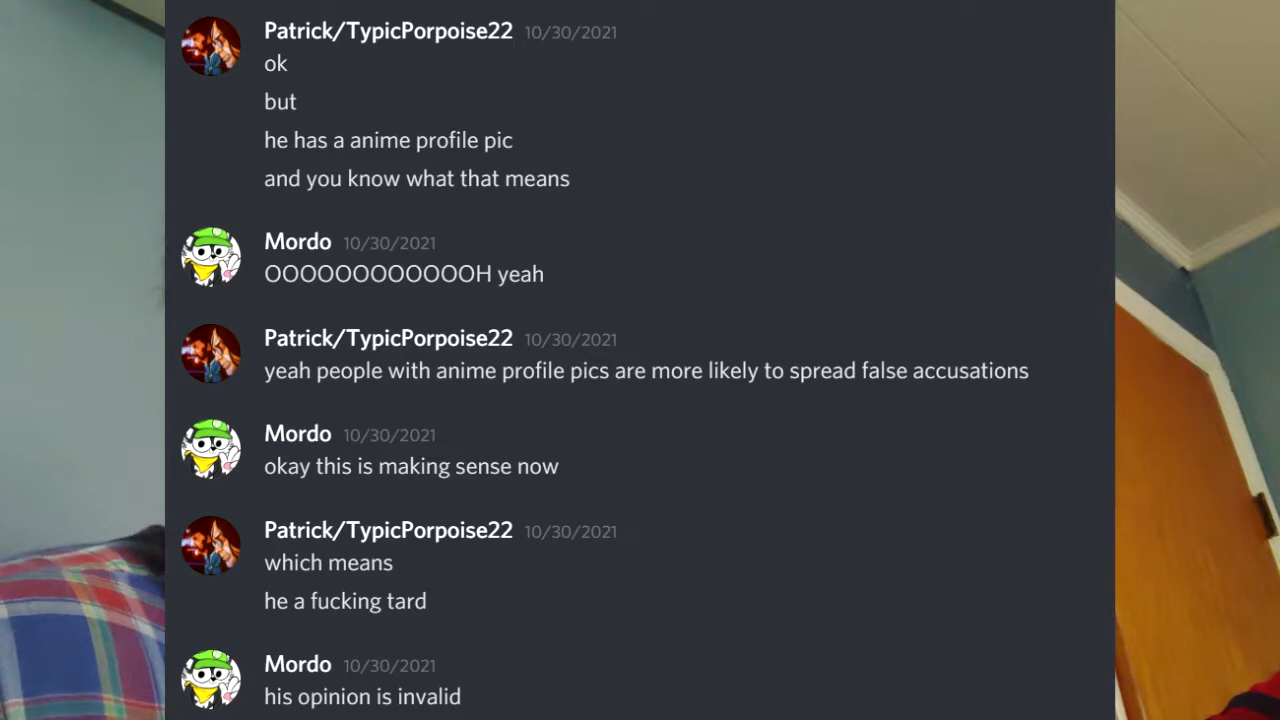 Patrick/TypicPorpoise22 10/30/2021
ok
but
he has a anime profile pic
and you know what that means
Mordo 10/30/2021
OOOOOOOOOOOOH yeah
Patrick/TypicPorpoise22 10/30/2021
yeah people with anime profile pics are more likely to spread false accusations
Mordo 10/30/2021
okay this is making sense now
Patrick/TypicPorpoise22 10/30/2021
which means
he a fucking tard
Mordo 10/30/2021
his opinion is invalid